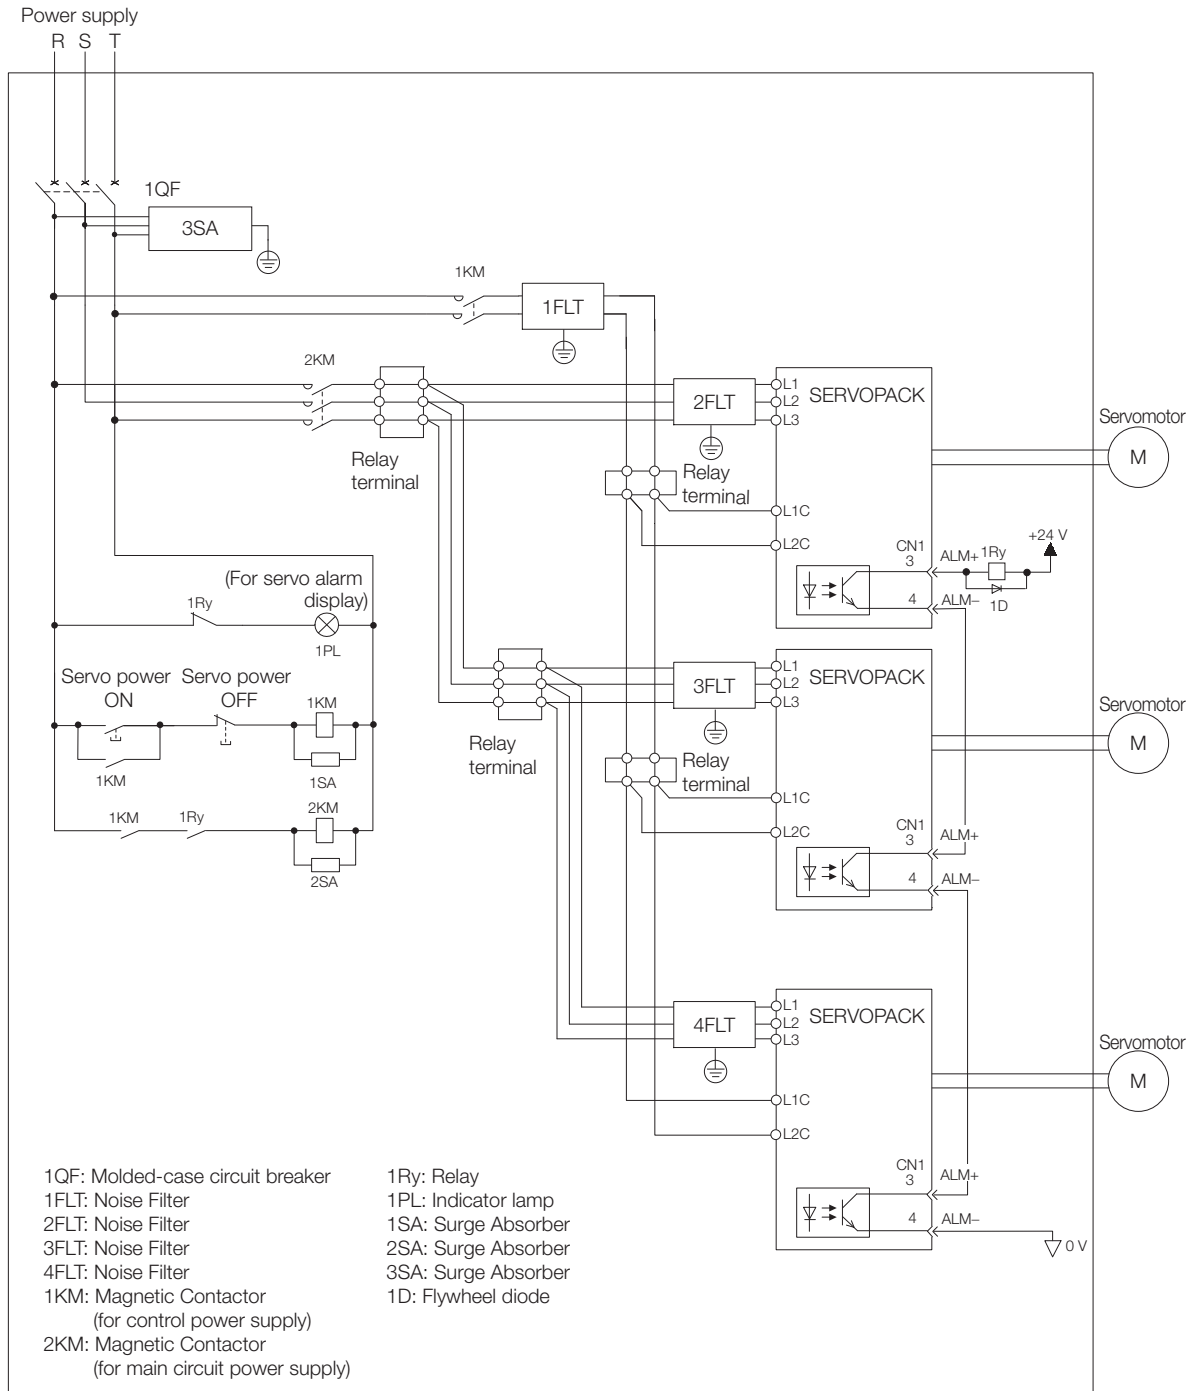 Power supply
R S T
1QF
3SA
1KM
1FLT
2KM
2FLT
L1
L2
L3
SERVOPACK
Servomotor
M
Relay
terminal
Relay
terminal
L1C
L2C
CN1
3
4
ALM+
ALM−
1Ry
+24 V
1D
(For servo alarm
display)
1Ry
1PL
Servo power
ON
Servo power
OFF
1KM
1KM
1SA
1KM
1Ry
2KM
2SA
Relay
terminal
3FLT
L1
L2
L3
SERVOPACK
Servomotor
M
Relay
terminal
L1C
L2C
CN1
3
4
ALM+
ALM−
4FLT
L1
L2
L3
SERVOPACK
Servomotor
M
L1C
L2C
CN1
3
4
ALM+
ALM−
0 V
1QF: Molded-case circuit breaker
1FLT: Noise Filter
2FLT: Noise Filter
3FLT: Noise Filter
4FLT: Noise Filter
1KM: Magnetic Contactor
(for control power supply)
2KM: Magnetic Contactor
(for main circuit power supply)
1Ry: Relay
1PL: Indicator lamp
1SA: Surge Absorber
2SA: Surge Absorber
3SA: Surge Absorber
1D: Flywheel diode